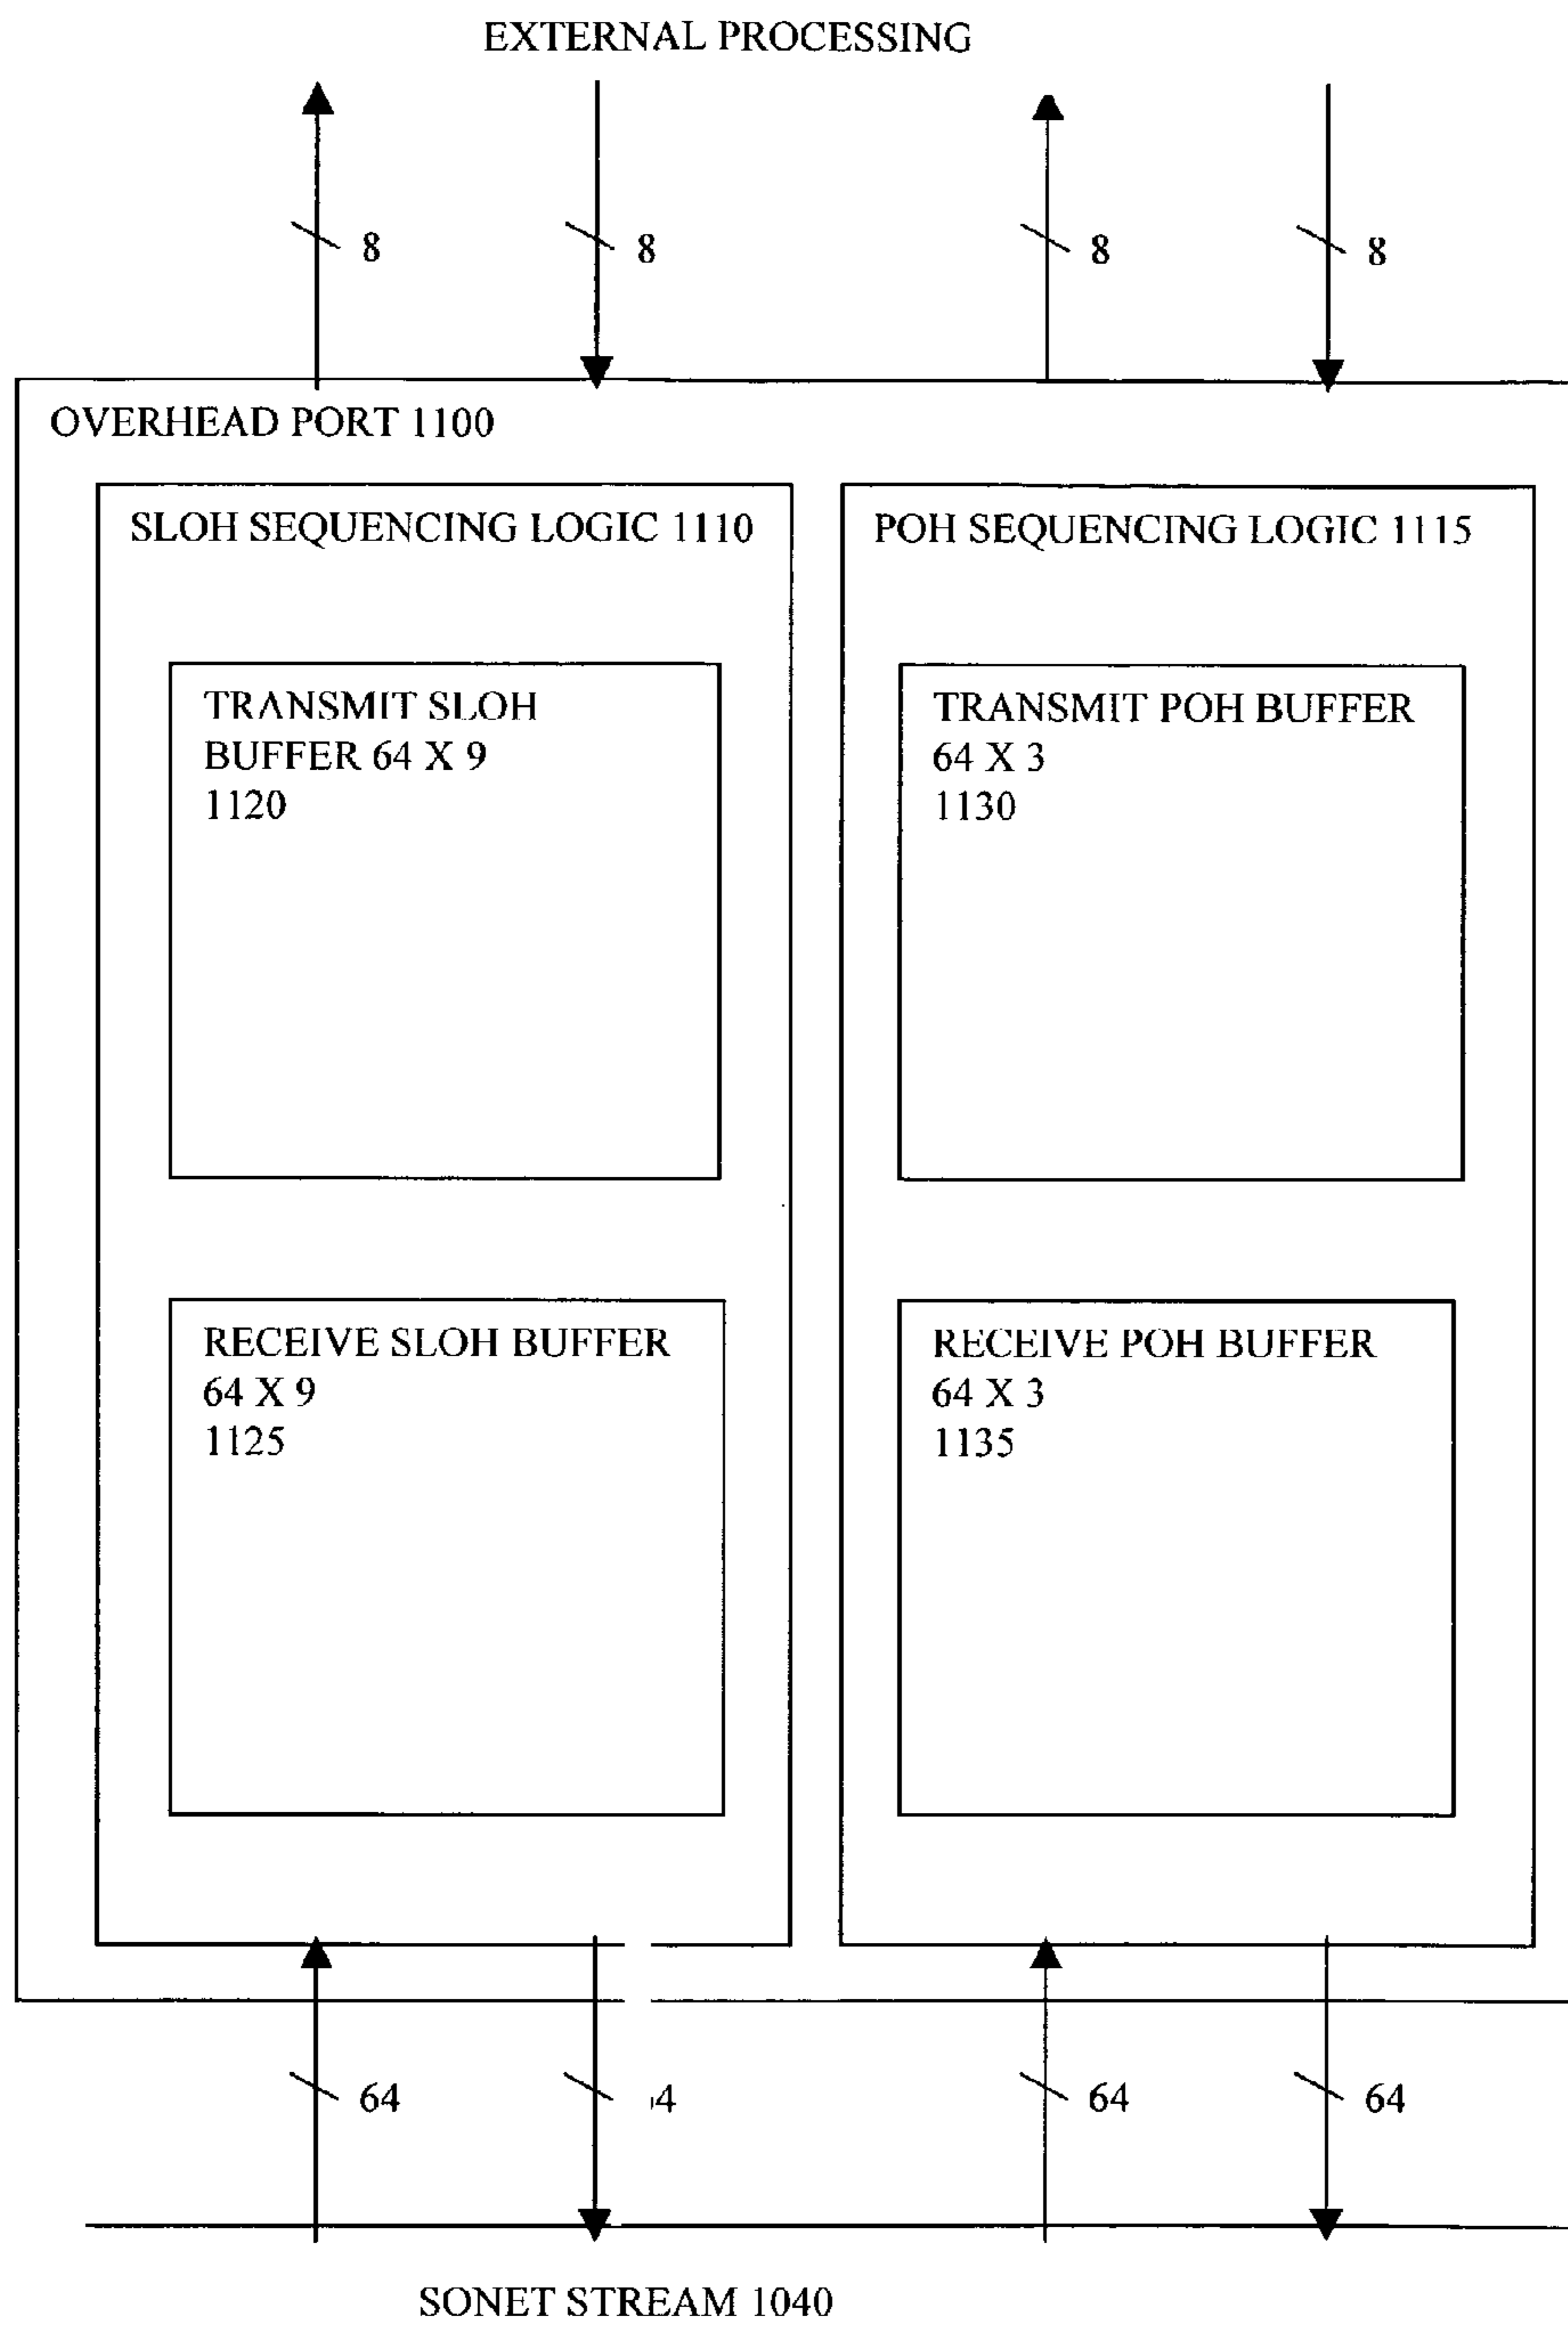 EXTERNAL PROCESSING
8
8
8
8
OVERHEAD PORT 1100
SLOH SEQUENCING LOGIC 1110
POH SEQUENCING LOGIC 1115
TRANSMIT SLOH
BUFFER 64 X 9
1120
TRANSMIT POH BUFFER
64 X 3
1130
RECEIVE SLOH BUFFER
64 X 9
1125
RECEIVE POH BUFFER
64 X 3
1135
64
64
64
SONET STREAM 1040